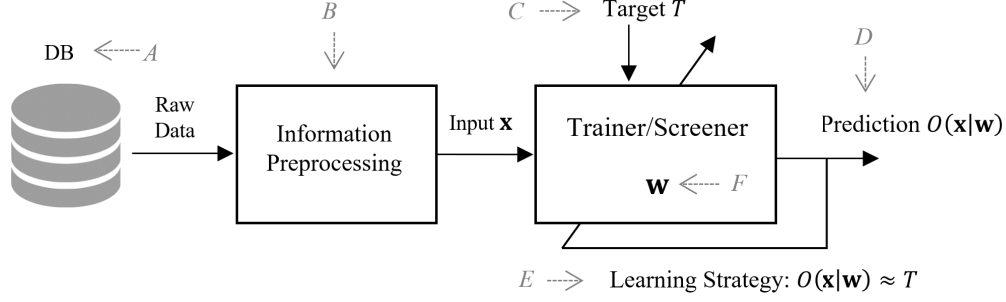 C
Target T
B
D
DB
A
Raw
Data
Information
Preprocessing
Input x
Trainer/Screener
w
F
Prediction O(x|w)
E
Learning Strategy: O(x|w) ≈ T